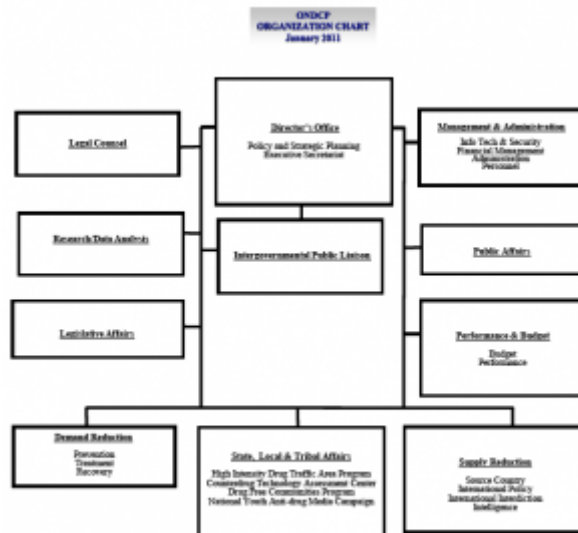 ONDCP
ORGANIZATION CHART
January 2011
Director's Office
Policy and Strategic Planning
Executive Secretariat
Legal Counsel
Management & Administration
Info Tech & Security
Financial Management
Administration
Personnel
Research/Data Analysis
Intergovernmental Public Liaison
Public Affairs
Legislative Affairs
Performance & Budget
Budget
Performance
Demand Reduction
Prevention
Treatment
Recovery
State, Local & Tribal Affairs
High Intensity Drug Traffic Area Program
Counterdrug Technology Assessment Center
Drug Free Communities Program
National Youth Anti-drug Media Campaign
Supply Reduction
Source Country
International Policy
International Interdiction
Intelligence